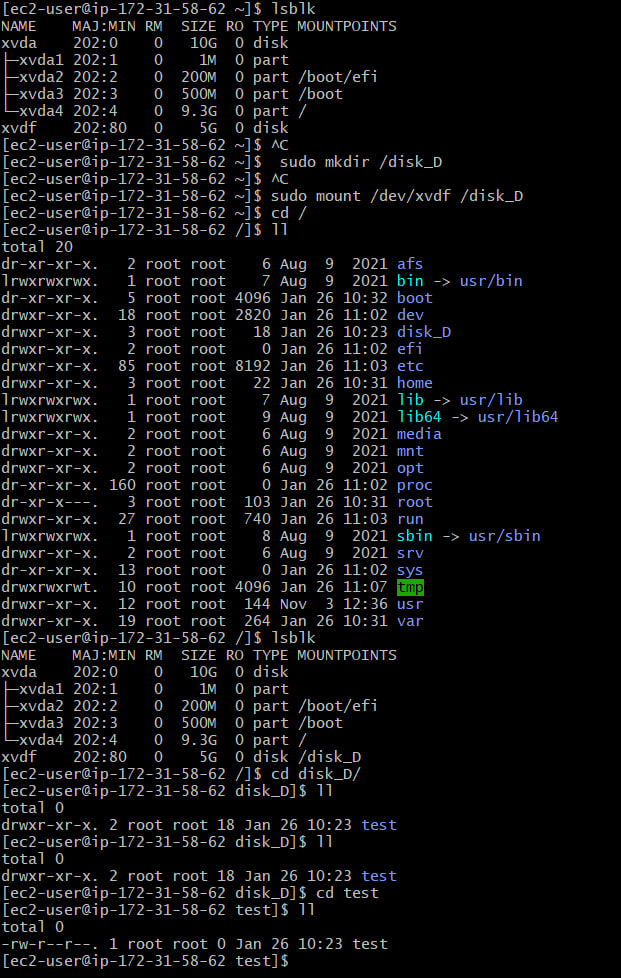 [ec2-user@ip-172-31-58-62 ~]$ lsblk
NAME    MAJ:MIN RM  SIZE RO TYPE MOUNTPOINTS
xvda    202:0    0   10G  0 disk
├─xvda1 202:1    0    1M  0 part
├─xvda2 202:2    0  200M  0 part /boot/efi
├─xvda3 202:3    0  500M  0 part /boot
└─xvda4 202:4    0  9.3G  0 part /
xvdf    202:80   0    5G  0 disk
[ec2-user@ip-172-31-58-62 ~]$ ^C
[ec2-user@ip-172-31-58-62 ~]$  sudo mkdir /disk_D
[ec2-user@ip-172-31-58-62 ~]$ ^C
[ec2-user@ip-172-31-58-62 ~]$ sudo mount /dev/xvdf /disk_D
[ec2-user@ip-172-31-58-62 ~]$ cd /
[ec2-user@ip-172-31-58-62 /]$ ll
total 20
dr-xr-xr-x.   2 root root    6 Aug  9  2021 afs
lrwxrwxrwx.   1 root root    7 Aug  9  2021 bin -> usr/bin
dr-xr-xr-x.   5 root root 4096 Jan 26 10:32 boot
drwxr-xr-x.  18 root root 2820 Jan 26 11:02 dev
drwxr-xr-x.   3 root root   18 Jan 26 10:23 disk_D
drwxr-xr-x.   2 root root    0 Jan 26 11:02 efi
drwxr-xr-x.  85 root root 8192 Jan 26 11:03 etc
drwxr-xr-x.   3 root root   22 Jan 26 10:31 home
lrwxrwxrwx.   1 root root    7 Aug  9  2021 lib -> usr/lib
lrwxrwxrwx.   1 root root    9 Aug  9  2021 lib64 -> usr/lib64
drwxr-xr-x.   2 root root    6 Aug  9  2021 media
drwxr-xr-x.   2 root root    6 Aug  9  2021 mnt
drwxr-xr-x.   2 root root    6 Aug  9  2021 opt
dr-xr-xr-x. 160 root root    0 Jan 26 11:02 proc
dr-xr-x---.   3 root root  103 Jan 26 10:31 root
drwxr-xr-x.  27 root root  740 Jan 26 11:03 run
lrwxrwxrwx.   1 root root    8 Aug  9  2021 sbin -> usr/sbin
drwxr-xr-x.   2 root root    6 Aug  9  2021 srv
dr-xr-xr-x.  13 root root    0 Jan 26 11:02 sys
drwxrwxrwt.  10 root root 4096 Jan 26 11:07 tmp
drwxr-xr-x.  12 root root  144 Nov  3 12:36 usr
drwxr-xr-x.  19 root root  264 Jan 26 10:31 var
[ec2-user@ip-172-31-58-62 /]$ lsblk
NAME    MAJ:MIN RM  SIZE RO TYPE MOUNTPOINTS
xvda    202:0    0   10G  0 disk
├─xvda1 202:1    0    1M  0 part
├─xvda2 202:2    0  200M  0 part /boot/efi
├─xvda3 202:3    0  500M  0 part /boot
└─xvda4 202:4    0  9.3G  0 part /
xvdf    202:80   0    5G  0 disk /disk_D
[ec2-user@ip-172-31-58-62 /]$ cd disk_D/
[ec2-user@ip-172-31-58-62 disk_D]$ ll
total 0
drwxr-xr-x. 2 root root 18 Jan 26 10:23 test
[ec2-user@ip-172-31-58-62 disk_D]$ ll
total 0
drwxr-xr-x. 2 root root 18 Jan 26 10:23 test
[ec2-user@ip-172-31-58-62 disk_D]$ cd test
[ec2-user@ip-172-31-58-62 test]$ ll
total 0
-rw-r--r--. 1 root root 0 Jan 26 10:23 test
[ec2-user@ip-172-31-58-62 test]$